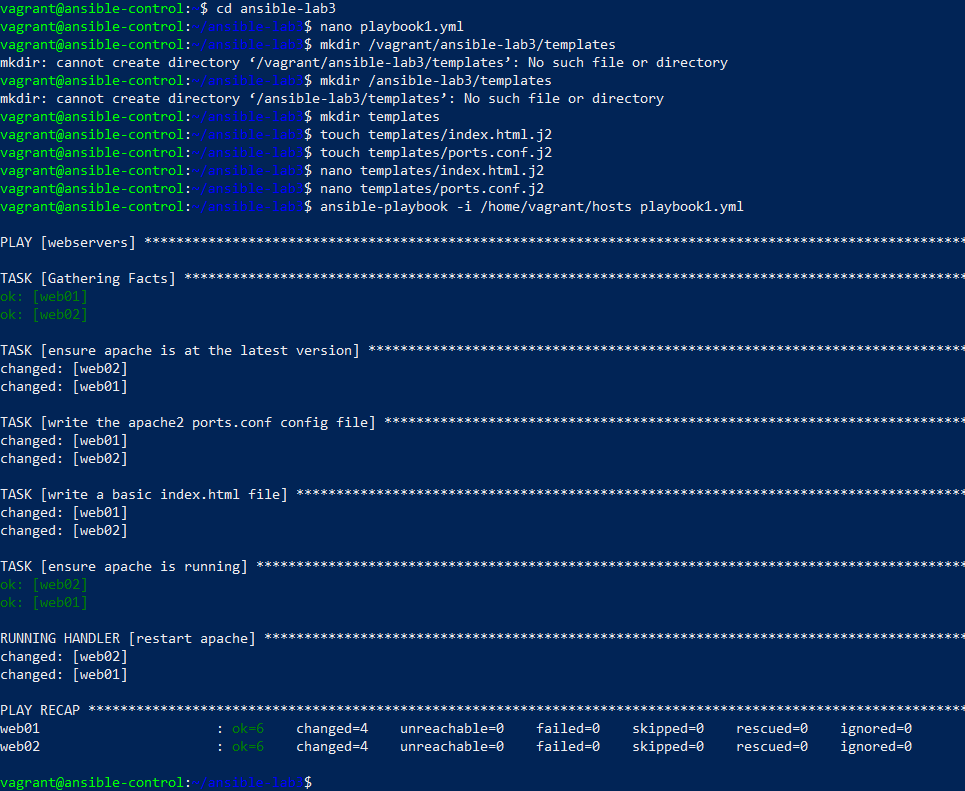 vagrant@ansible-control: $ cd ansible-lab3
vagrant@ansible-control:~/ansible-lab3$ nano playbook1.yml
vagrant@ansible-control:~/ansible-lab3$ mkdir /vagrant/ansible-lab3/templates
mkdir: cannot create directory ‘/vagrant/ansible-lab3/templates’: No such file or directory
vagrant@ansible-control:~/ansible-lab3$ mkdir /ansible-lab3/templates
mkdir: cannot create directory ‘/ansible-lab3/templates’: No such file or directory
vagrant@ansible-control:~/ansible-lab3$ mkdir templates
vagrant@ansible-control:~/ansible-lab3$ touch templates/index.html.j2
vagrant@ansible-control:~/ansible-lab3$ touch templates/ports.conf.j2
vagrant@ansible-control:~/ansible-lab3$ nano templates/index.html.j2
vagrant@ansible-control:~/ansible-lab3$ nano templates/ports.conf.j2
vagrant@ansible-control:~/ansible-lab3$ ansible-playbook -i /home/vagrant/hosts playbook1.yml
PLAY [webservers] *******************************************************************************************************
TASK [Gathering Facts] **************************************************************************************************
ok: [web01]
ok: [web02]
TASK [ensure apache is at the latest version] ***************************************************************************
changed: [web02]
changed: [web01]
TASK [write the apache2 ports.conf config file] *************************************************************************
changed: [web01]
changed: [web02]
TASK [write a basic index.html file] ************************************************************************************
changed: [web01]
changed: [web02]
TASK [ensure apache is running] *****************************************************************************************
ok: [web02]
ok: [web01]
RUNNING HANDLER [restart apache] ****************************************************************************************
changed: [web02]
changed: [web01]
PLAY RECAP **************************************************************************************************************
web01 : ok=6 changed=4 unreachable=0 failed=0 skipped=0 rescued=0 ignored=0
web02 : ok=6 changed=4 unreachable=0 failed=0 skipped=0 rescued=0 ignored=0
vagrant@ansible-control:~/ansible-lab3$